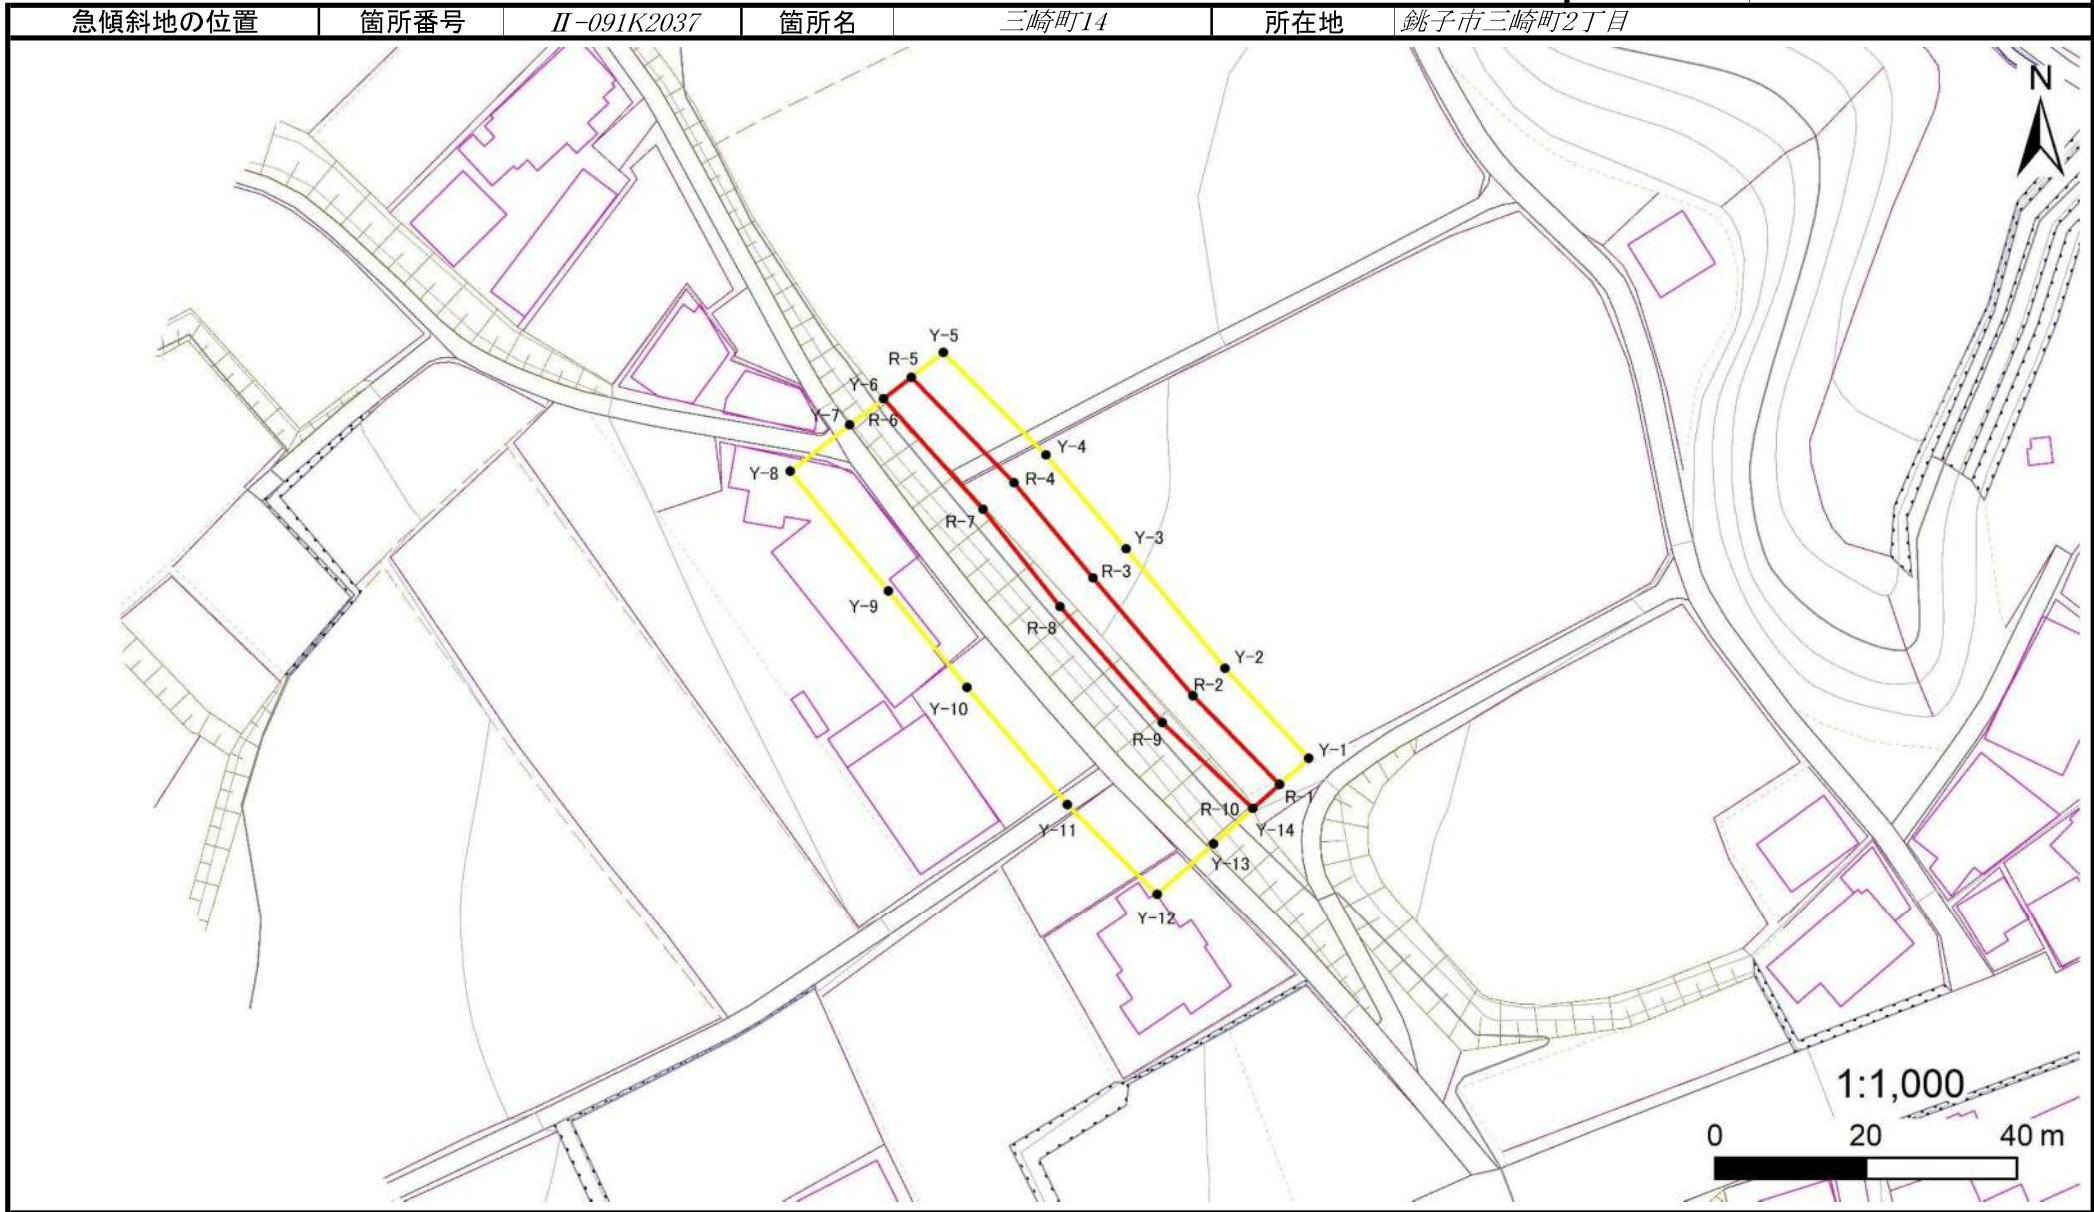 急傾斜地の位置 箇所番号 Ⅱ-091K2037 箇所名 三崎町14 所在地 銚子市三崎町2丁目
N
Y-5
R-5
Y-6
Y-7
R-6
Y-4
Y-8
R-4
R-7
Y-3
R-3
Y-9
R-8
Y-2
R-2
Y-10
R-9
Y-1
R-1
R-10
Y-14
Y-11
Y-13
Y-12
1:1,000
0 20 40 m